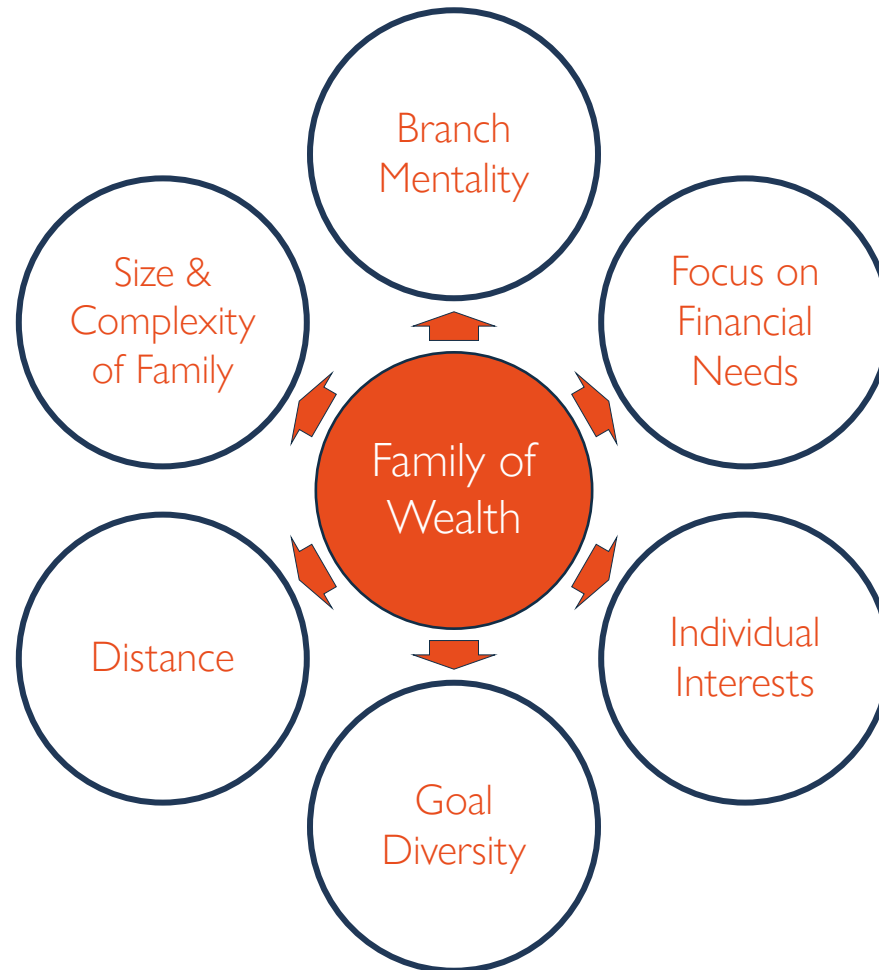 Branch
Mentality
Size &
Complexity
of Family
Focus on
Financial
Needs
Family of
Wealth
Distance
Individual
Interests
Goal
Diversity